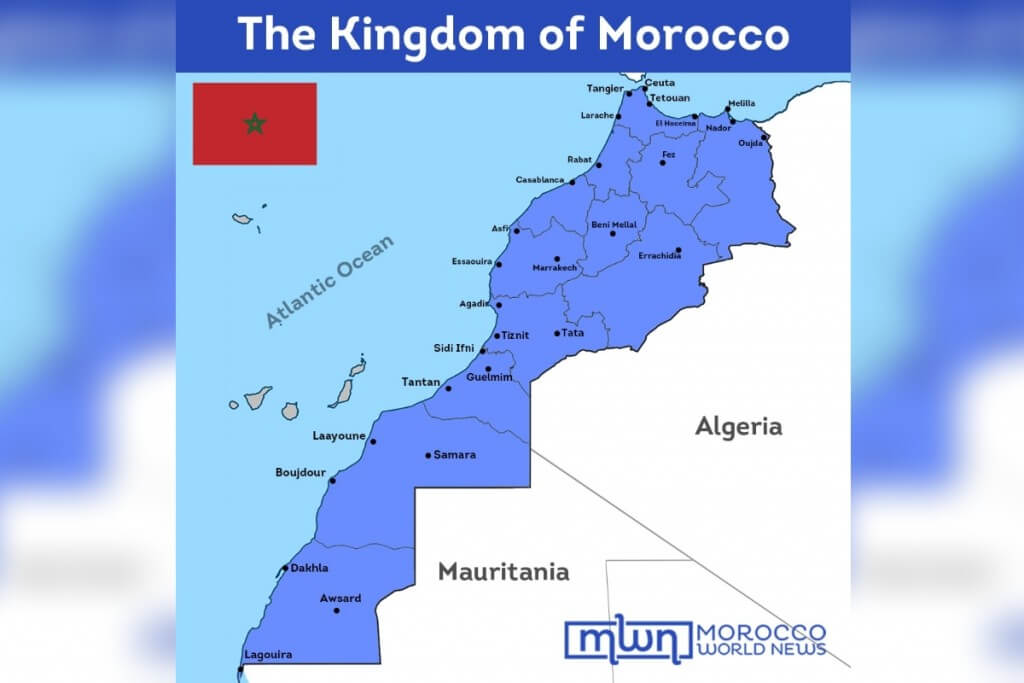 The Kingdom of Morocco
Ceuta
Tangier
Tetouan
Melilla
Larache
El Hoceima
Nador
Oujda
Rabat
Fez
Casablanca
Asfi
Beni Mellal
Atlantic Ocean
Essaouira
Marrakech
Errachidia
Agadir
Tiznit
Tata
Sidi Ifni
Guelmim
Tantan
Algeria
Laayoune
Samara
Boujdour
Dakhla
Mauritania
Awsard
mwn
MOROCCO
WORLD NEWS
Lagouira